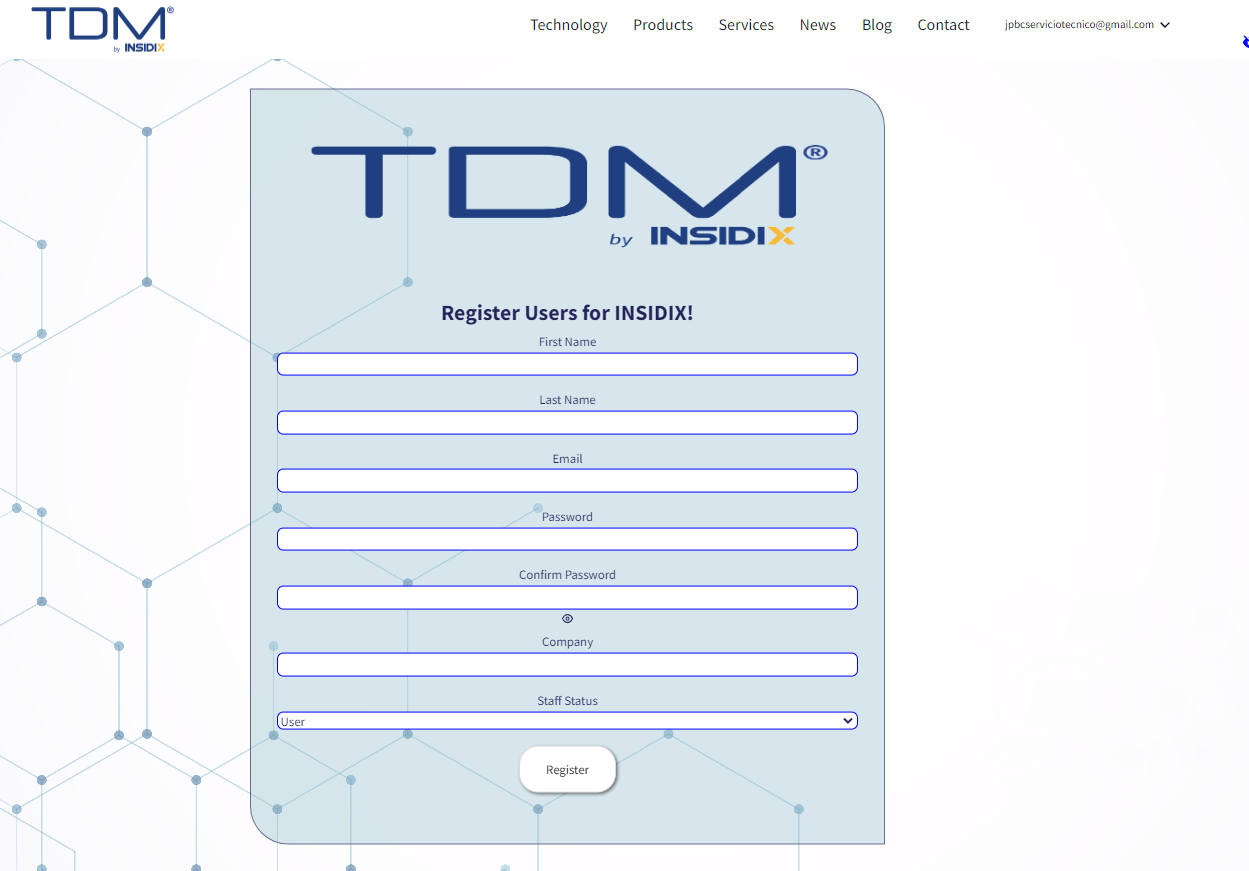 TDM®
by INSIDIX
Technology Products Services News Blog Contact jpbcserviciotecnico@gmail.com
TDM®
by INSIDIX
Register Users for INSIDIX!
First Name
Last Name
Email
Password
Confirm Password
Company
Staff Status
User
Register